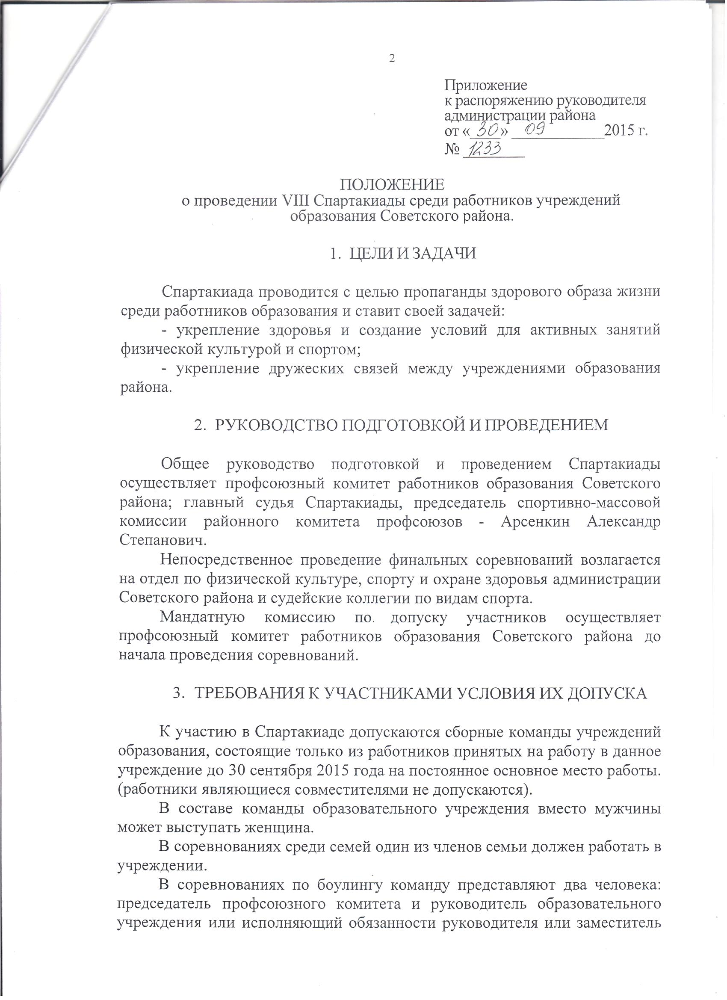 2
Приложение
к распоряжению руководителя
администрации района
от «30» 09 2015 г.
№ 1233
ПОЛОЖЕНИЕ
о проведении VIII Спартакиады среди работников учреждений
образования Советского района.
1. ЦЕЛИ И ЗАДАЧИ
Спартакиада проводится с целью пропаганды здорового образа жизни
среди работников образования и ставит своей задачей:
- укрепление здоровья и создание условий для активных занятий
физической культурой и спортом;
- укрепление дружеских связей между учреждениями образования
района.
2. РУКОВОДСТВО ПОДГОТОВКОЙ И ПРОВЕДЕНИЕМ
Общее руководство подготовкой и проведением Спартакиады
осуществляет профсоюзный комитет работников образования Советского
района; главный судья Спартакиады, председатель спортивно-массовой
комиссии районного комитета профсоюзов - Арсенкин Александр
Степанович.
Непосредственное проведение финальных соревнований возлагается
на отдел по физической культуре, спорту и охране здоровья администрации
Советского района и судейские коллегии по видам спорта.
Мандатную комиссию по допуску участников осуществляет
профсоюзный комитет работников образования Советского района до
начала проведения соревнований.
3. ТРЕБОВАНИЯ К УЧАСТНИКАМИ УСЛОВИЯ ИХ ДОПУСКА
К участию в Спартакиаде допускаются сборные команды учреждений
образования, состоящие только из работников принятых на работу в данное
учреждение до 30 сентября 2015 года на постоянное основное место работы.
(работники являющиеся совместителями не допускаются).
В составе команды образовательного учреждения вместо мужчины
может выступать женщина.
В соревнованиях среди семей один из членов семьи должен работать в
учреждении.
В соревнованиях по боулингу команду представляют два человека:
председатель профсоюзного комитета и руководитель образовательного
учреждения или исполняющий обязанности руководителя или заместитель